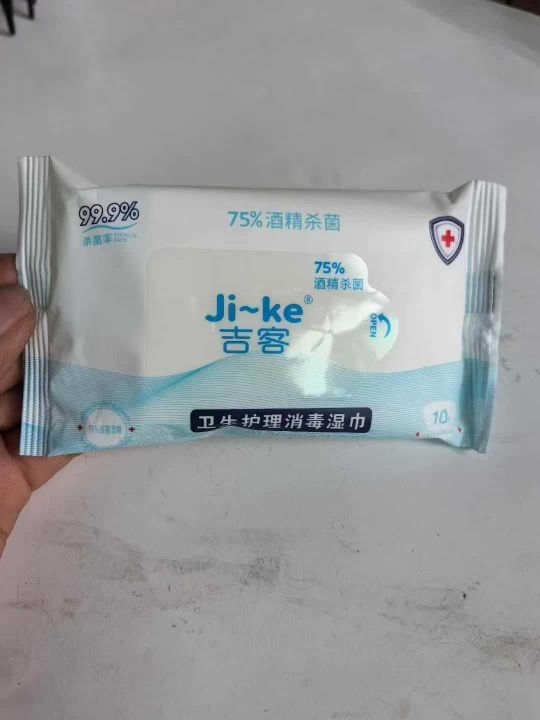 99.9%
杀菌率
75%酒精杀菌
75%
酒精杀菌
Ji~ke®
吉客
OPEN
卫生护理消毒湿巾
10